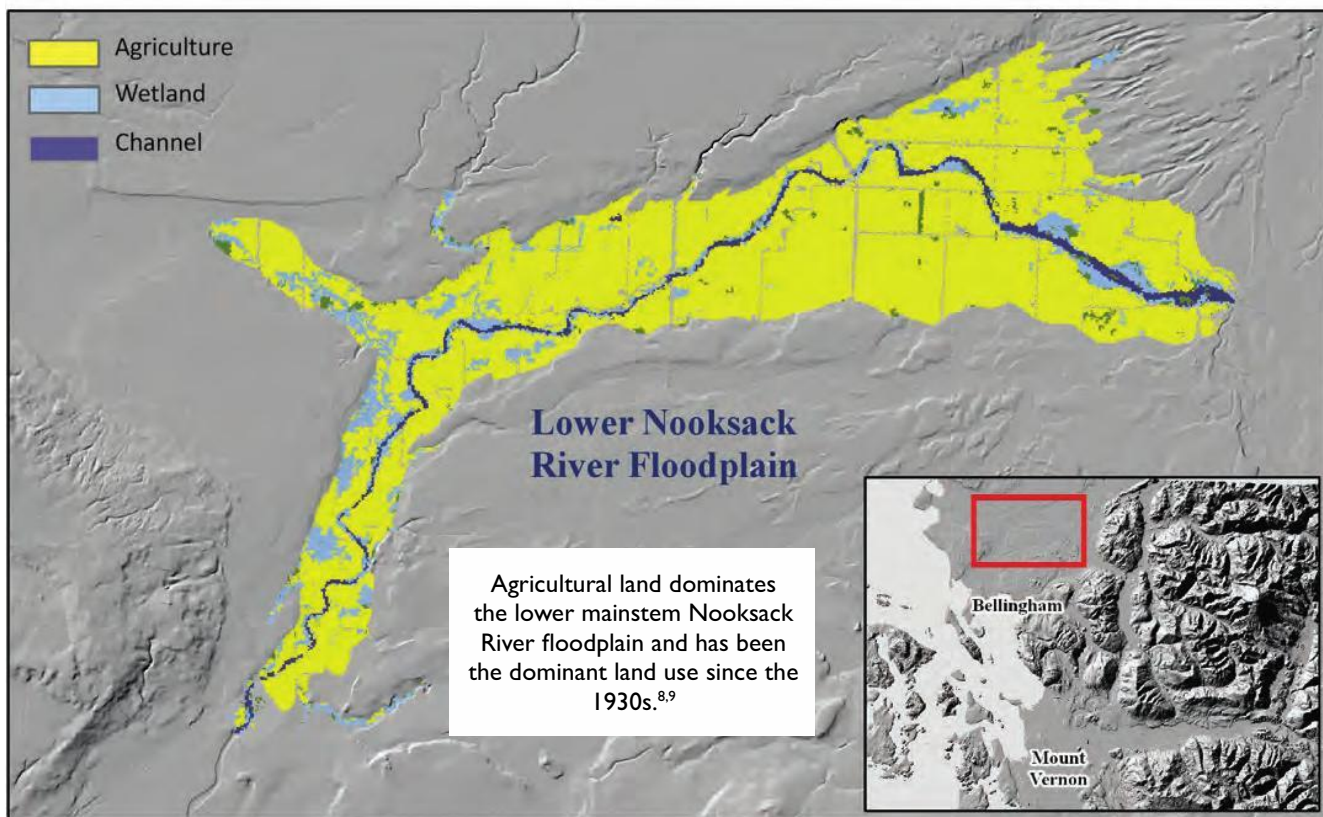 Agriculture
Wetland
Channel
Lower Nooksack
River Floodplain
Agricultural land dominates
the lower mainstem Nooksack
River floodplain and has been
the dominant land use since the
1930s.8,9
Bellingham
Mount
Vernon